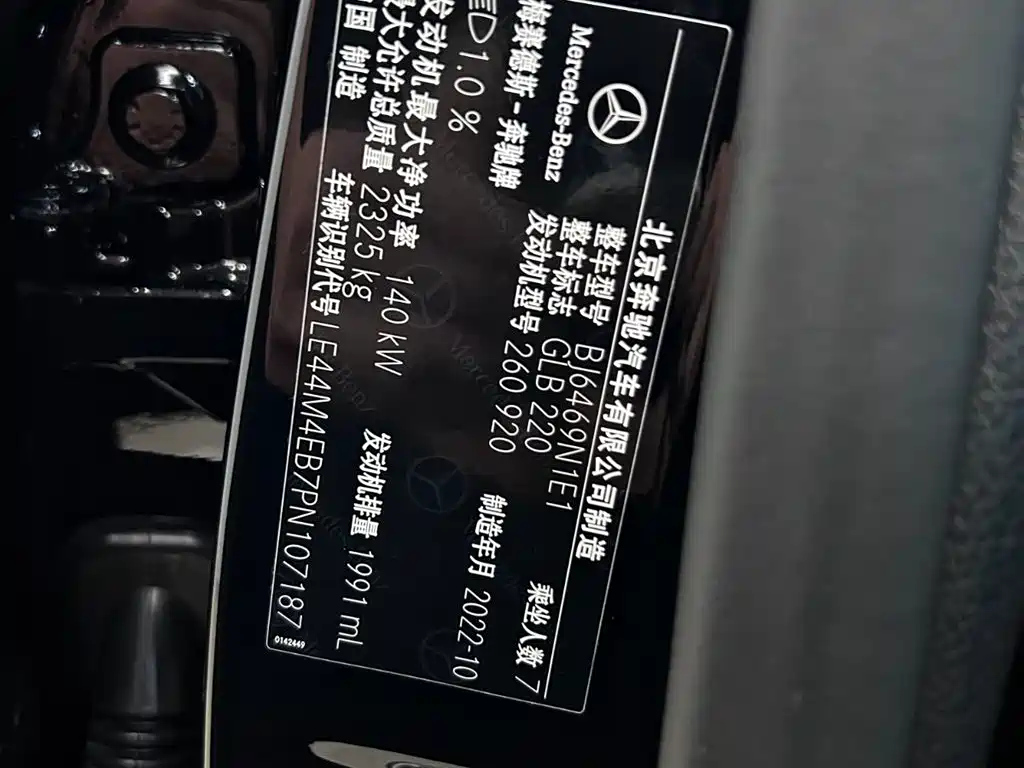 北京奔驰汽车有限公司制造
Mercedes-Benz
梅赛德斯-奔驰牌
整车型号 BJ6469N1E1
整车标志 GLB 220
发动机型号 260 920
乘坐人数 7
制造年月 2022-10
1.0 %
发动机最大净功率 140 kW
发动机排量 1991 mL
最大允许总质量 2325 kg
中国 制造
车辆识别代号 LE44M4EB7PN107187
0142449